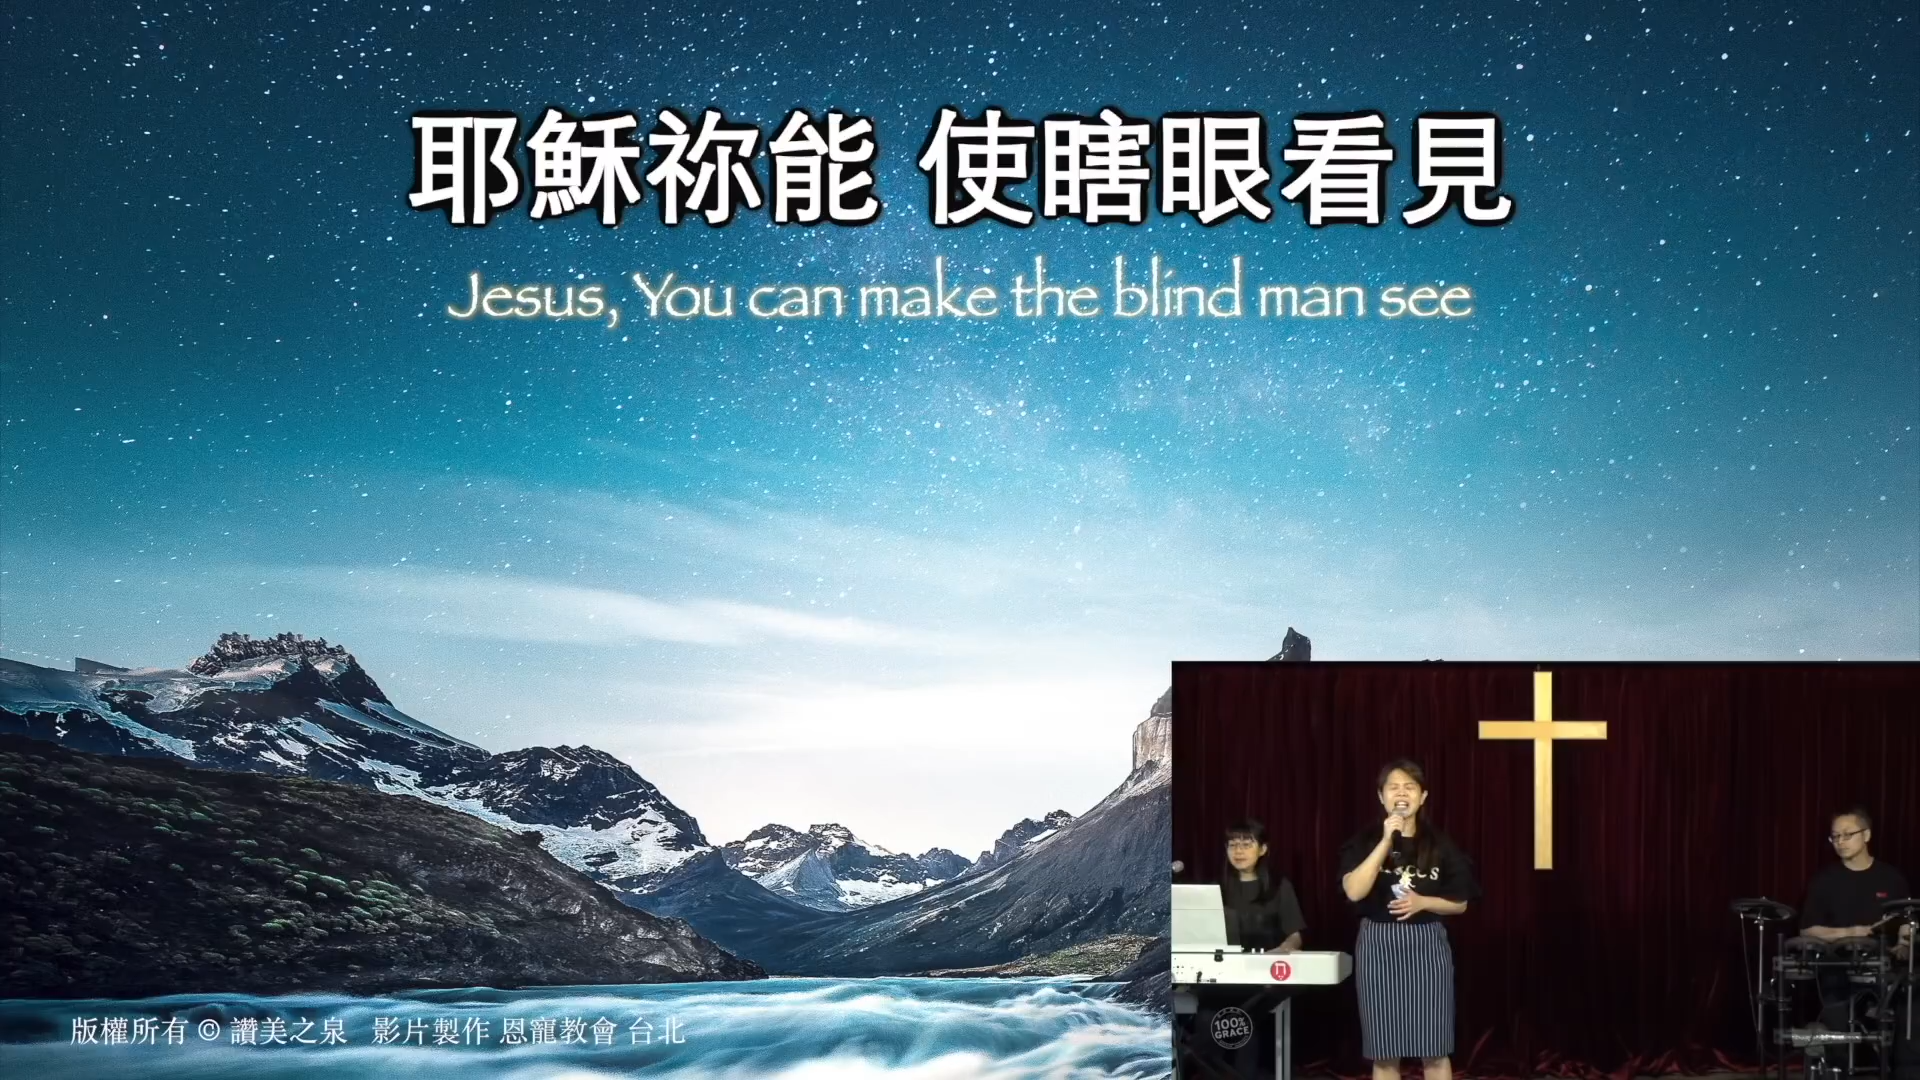 耶穌祢能 使瞎眼看見
Jesus, You can make the blind man see
版權所有 © 讚美之泉 影片製作 恩寵教會 台北
100%
GRACE